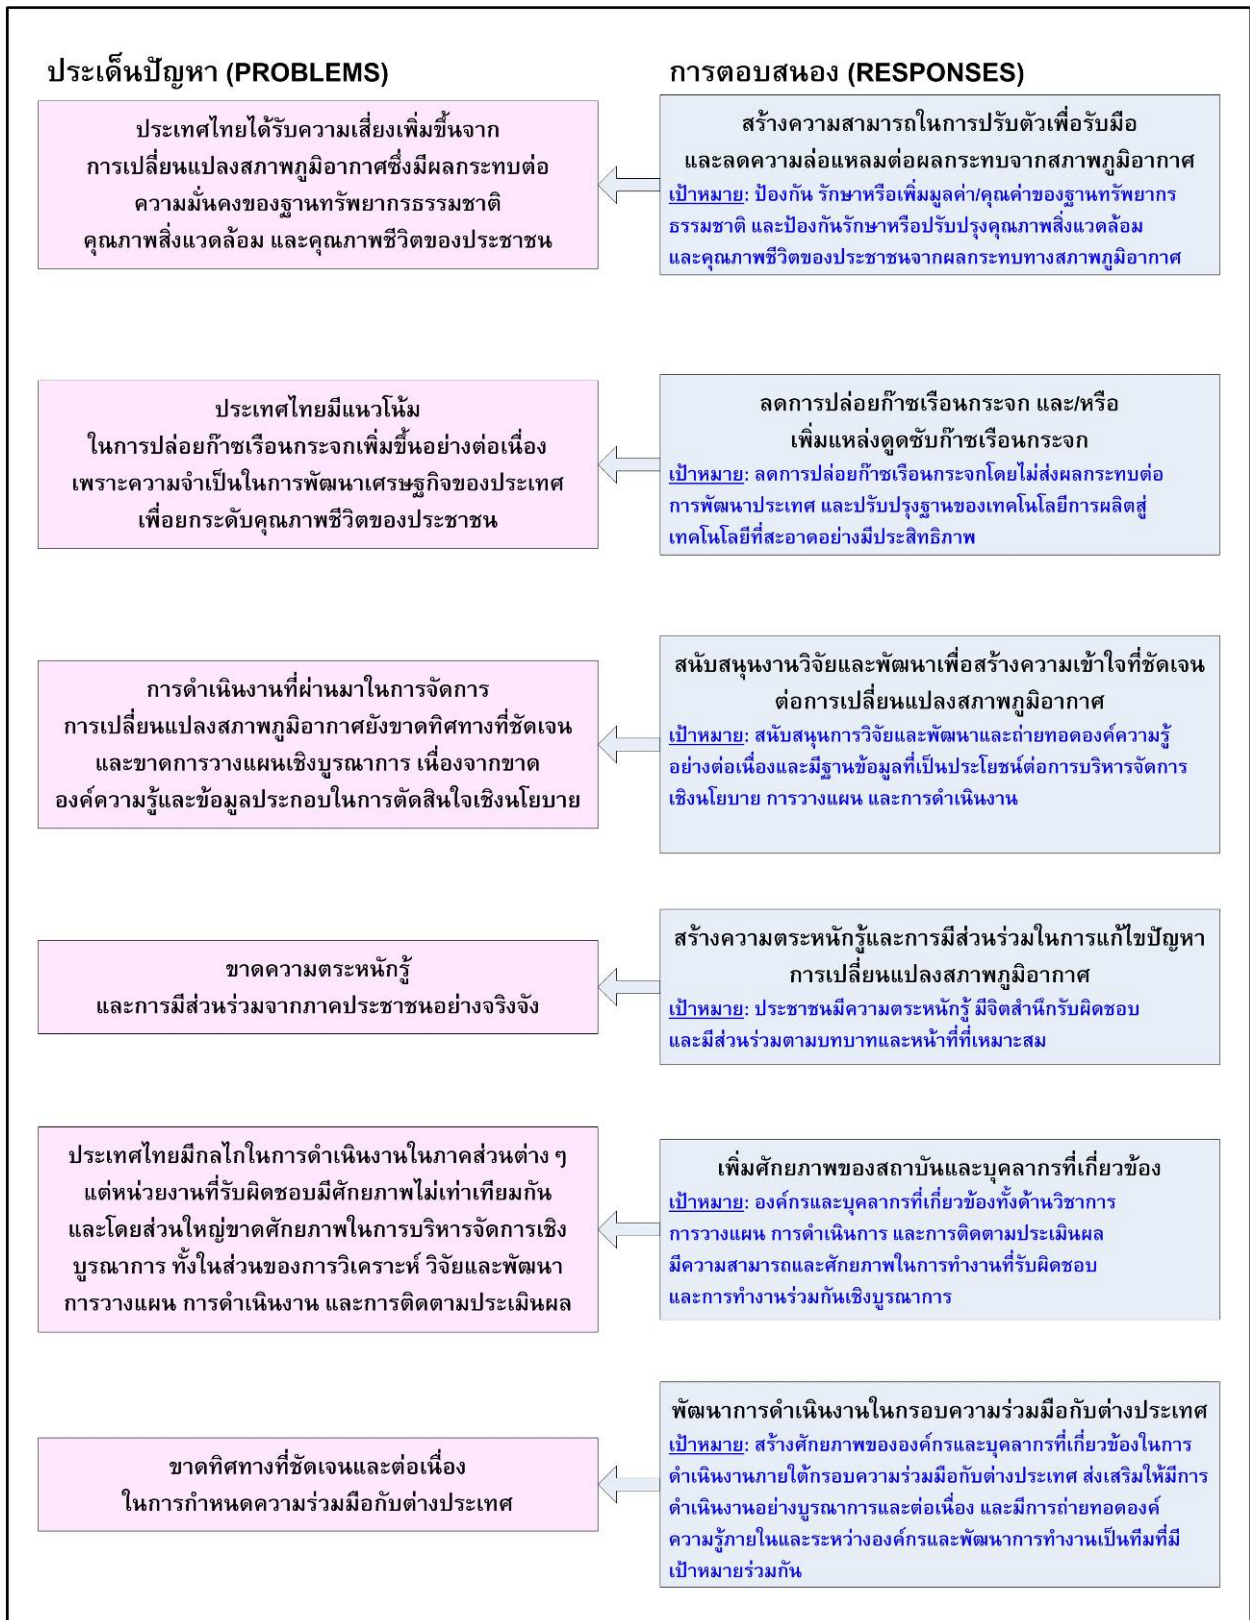 ประเด็นปัญหา (PROBLEMS)
การตอบสนอง (RESPONSES)
ประเทศไทยได้รับความเสี่ยงเพิ่มขึ้นจาก
การเปลี่ยนแปลงสภาพภูมิอากาศซึ่งมีผลกระทบต่อ
ความมั่นคงของฐานทรัพยากรธรรมชาติ
คุณภาพสิ่งแวดล้อม และคุณภาพชีวิตของประชาชน
สร้างความสามารถในการปรับตัวเพื่อรับมือ
และลดความล่อแหลมต่อผลกระทบจากสภาพภูมิอากาศ
เป้าหมาย: ป้องกัน รักษาหรือเพิ่มมูลค่า/คุณค่าของฐานทรัพยากร
ธรรมชาติ และป้องกันรักษาหรือปรับปรุงคุณภาพสิ่งแวดล้อม
และคุณภาพชีวิตของประชาชนจากผลกระทบทางสภาพภูมิอากาศ
ประเทศไทยมีแนวโน้ม
ในการปล่อยก๊าซเรือนกระจกเพิ่มขึ้นอย่างต่อเนื่อง
เพราะความจำเป็นในการพัฒนาเศรษฐกิจของประเทศ
เพื่อยกระดับคุณภาพชีวิตของประชาชน
ลดการปล่อยก๊าซเรือนกระจก และ/หรือ
เพิ่มแหล่งดูดซับก๊าซเรือนกระจก
เป้าหมาย: ลดการปล่อยก๊าซเรือนกระจกโดยไม่ส่งผลกระทบต่อ
การพัฒนาประเทศ และปรับปรุงฐานของเทคโนโลยีการผลิตสู่
เทคโนโลยีที่สะอาดอย่างมีประสิทธิภาพ
การดำเนินงานที่ผ่านมาในการจัดการ
การเปลี่ยนแปลงสภาพภูมิอากาศยังขาดทิศทางที่ชัดเจน
และขาดการวางแผนเชิงบูรณาการ เนื่องจากขาด
องค์ความรู้และข้อมูลประกอบในการตัดสินใจเชิงนโยบาย
สนับสนุนงานวิจัยและพัฒนาเพื่อสร้างความเข้าใจที่ชัดเจน
ต่อการเปลี่ยนแปลงสภาพภูมิอากาศ
เป้าหมาย: สนับสนุนการวิจัยและพัฒนาและถ่ายทอดองค์ความรู้
อย่างต่อเนื่องและมีฐานข้อมูลที่เป็นประโยชน์ต่อการบริหารจัดการ
เชิงนโยบาย การวางแผน และการดำเนินงาน
ขาดความตระหนักรู้
และการมีส่วนร่วมจากภาคประชาชนอย่างจริงจัง
สร้างความตระหนักรู้และการมีส่วนร่วมในการแก้ไขปัญหา
การเปลี่ยนแปลงสภาพภูมิอากาศ
เป้าหมาย: ประชาชนมีความตระหนักรู้ มีจิตสำนึกรับผิดชอบ
และมีส่วนร่วมตามบทบาทและหน้าที่ที่เหมาะสม
ประเทศไทยมีกลไกในการดำเนินงานในภาคส่วนต่าง ๆ
แต่หน่วยงานที่รับผิดชอบมีศักยภาพไม่เท่าเทียมกัน
และโดยส่วนใหญ่ขาดศักยภาพในการบริหารจัดการเชิง
บูรณาการ ทั้งในส่วนของการวิเคราะห์ วิจัยและพัฒนา
การวางแผน การดำเนินงาน และการติดตามประเมินผล
เพิ่มศักยภาพของสถาบันและบุคลากรที่เกี่ยวข้อง
เป้าหมาย: องค์กรและบุคลากรที่เกี่ยวข้องทั้งด้านวิชาการ
การวางแผน การดำเนินการ และการติดตามประเมินผล
มีความสามารถและศักยภาพในการทำงานที่รับผิดชอบ
และการทำงานร่วมกันเชิงบูรณาการ
ขาดทิศทางที่ชัดเจนและต่อเนื่อง
ในการกำหนดความร่วมมือกับต่างประเทศ
พัฒนาการดำเนินงานในกรอบความร่วมมือกับต่างประเทศ
เป้าหมาย: สร้างศักยภาพขององค์กรและบุคลากรที่เกี่ยวข้องในการ
ดำเนินงานภายใต้กรอบความร่วมมือกับต่างประเทศ ส่งเสริมให้มีการ
ดำเนินงานอย่างบูรณาการและต่อเนื่อง และมีการถ่ายทอดองค์
ความรู้ภายในและระหว่างองค์กรและพัฒนาการทำงานเป็นทีมที่มี
เป้าหมายร่วมกัน